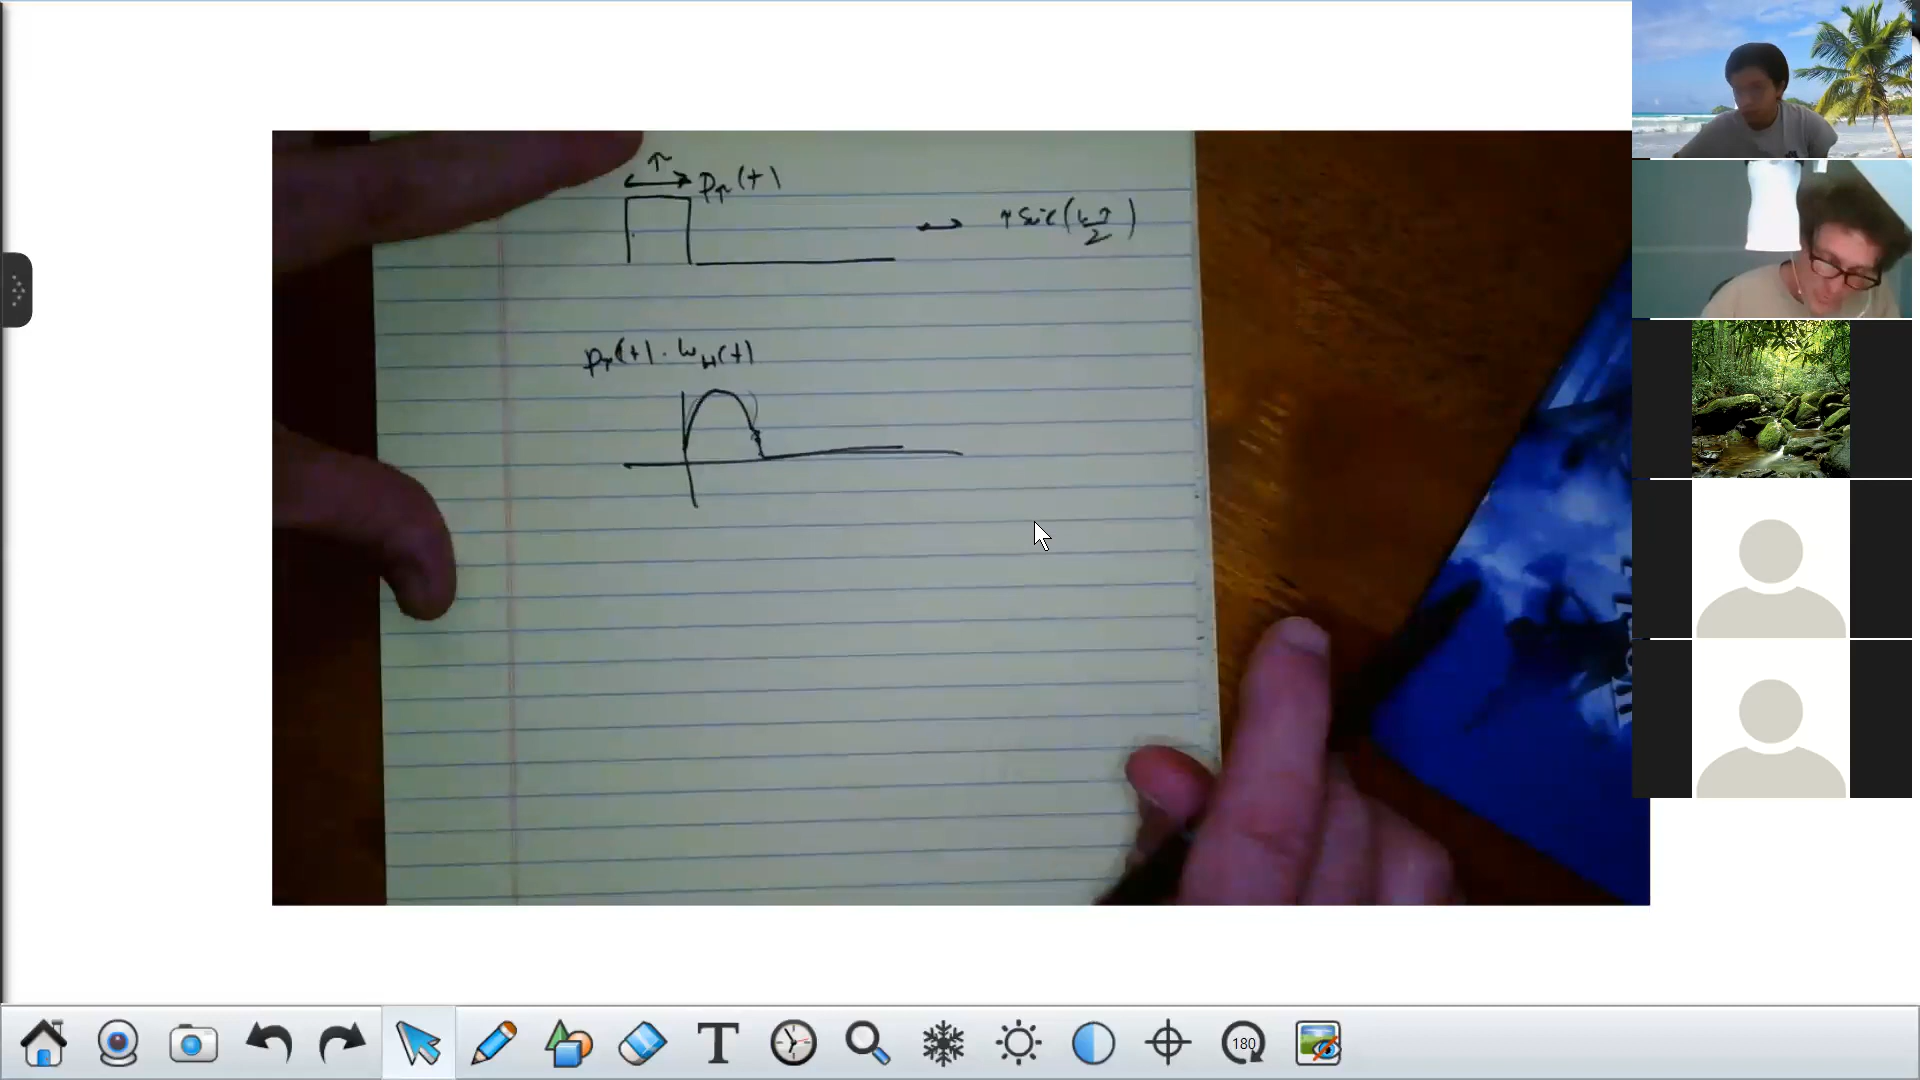 τ
pτ(t)
↔ τ sinc(ωτ/2)
pτ(t) · wH(t)
T
180